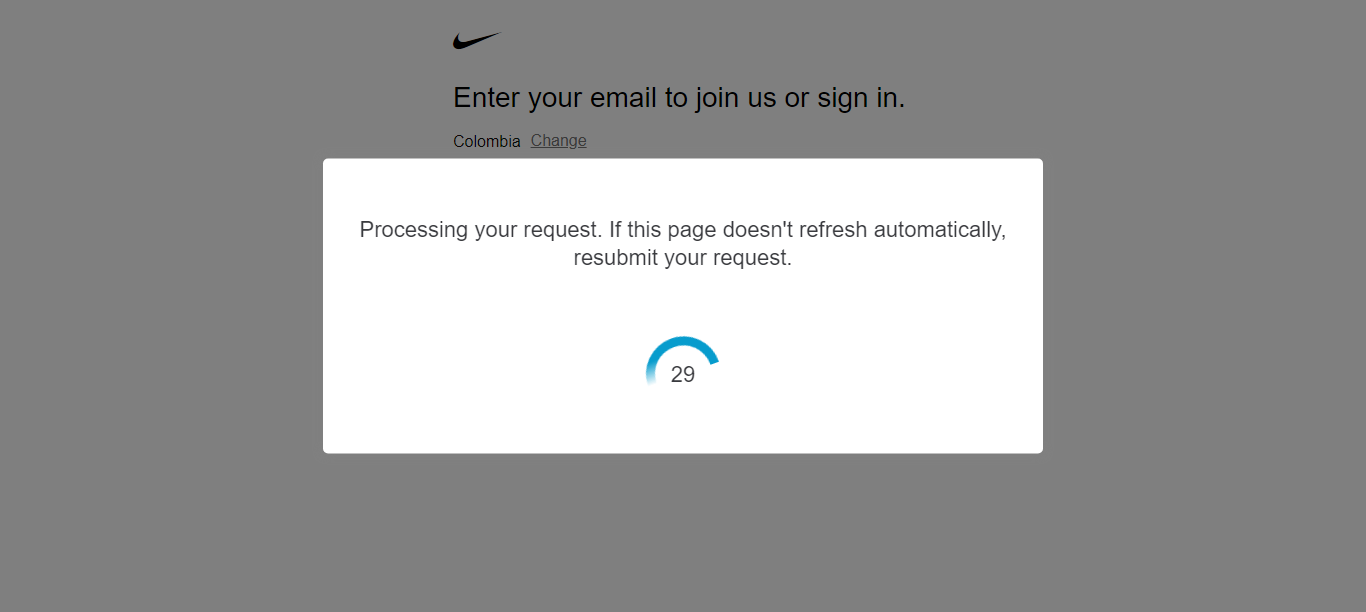 Enter your email to join us or sign in.
Colombia Change
Processing your request. If this page doesn't refresh automatically,
resubmit your request.
29